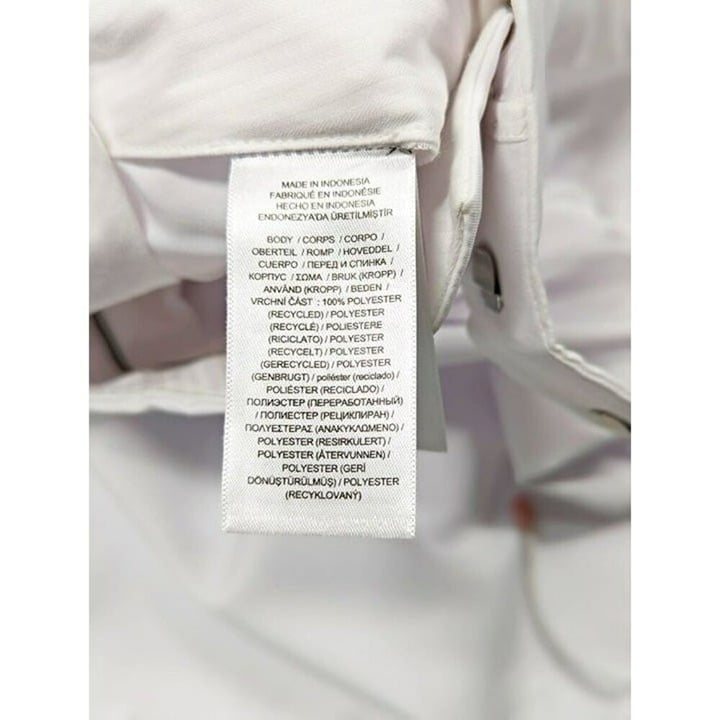 MADE IN INDONESIA
FABRIQUÉ EN INDONÉSIE
HECHO EN INDONESIA
ENDONEZYA'DA ÜRETİLMİŞTİR
BODY / CORPS / CORPO /
OBERTEIL / ROMP / HOVEDDEL /
CUERPO / ПЕРЕД И СПИНКА /
КОРПУС / ΣΩΜΑ / BRUK (KROPP) /
ANVÄND (KROPP) / BEDEN /
VRCHNÍ ČÁST : 100% POLYESTER
(RECYCLED) / POLYESTER
(RECYCLÉ) / POLIESTERE
(RICICLATO) / POLYESTER
(RECYCELT) / POLYESTER
(GERECYCLED) / POLYESTER
(GENBRUGT) / poliéster (reciclado) /
POLIÉSTER (RECICLADO) /
ПОЛИЭСТЕР (ПЕРЕРАБОТАННЫЙ)
/ ПОЛИЕСТЕР (РЕЦИКЛИРАН) /
ΠΟΛΥΕΣΤΕΡΑΣ (ΑΝΑΚΥΚΛΩΜΕΝΟ) /
POLYESTER (RESIRKULERT) /
POLYESTER (ÅTERVUNNEN) /
POLYESTER (GERİ
DÖNÜŞTÜRÜLMÜŞ) / POLYESTER
(RECYKLOVANÝ)